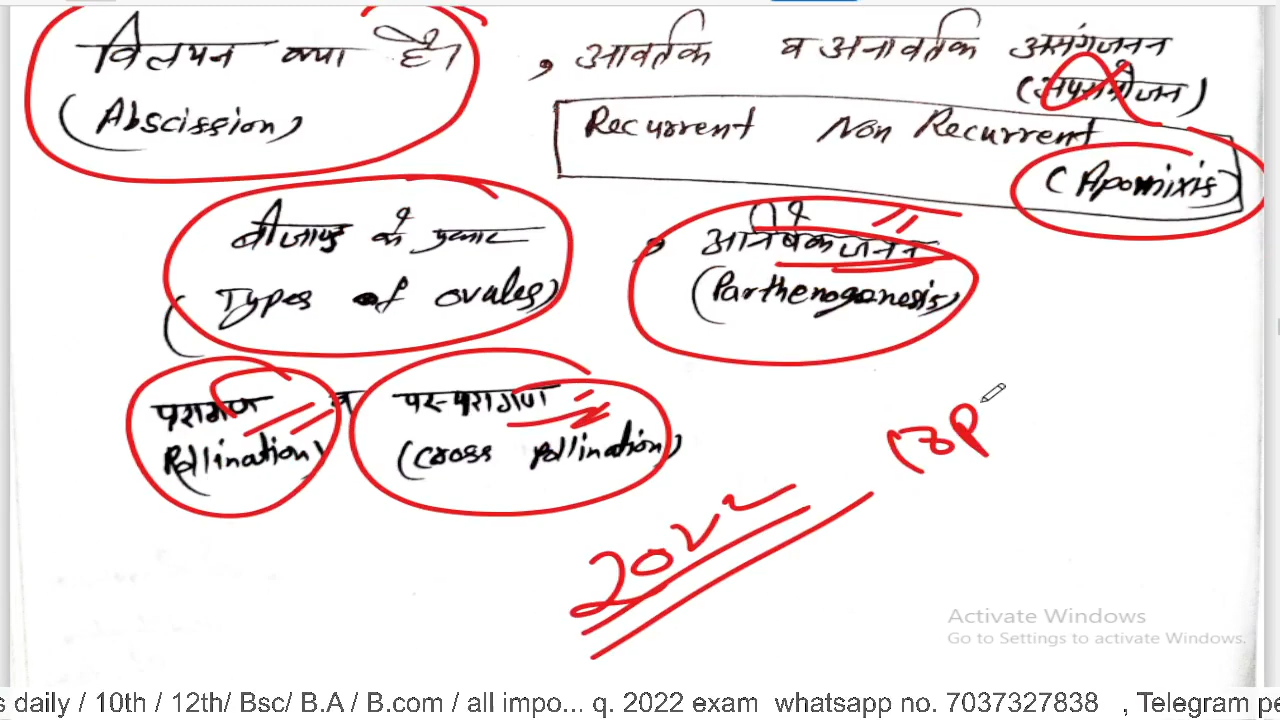 विलयन क्या है।
, आवर्तक व अनावर्तक असंगजनन
(Abscission)
Recurrent Non Recurrent
(Apomixis)
बीजाण्ड के प्रकार
(Types of ovules)
, अनिषेकजनन
(Parthenogenesis)
परागण व पर-परागण
(Pollination) (Cross pollination)
2022
Activate Windows
Go to Settings to activate Windows.
s daily / 10th / 12th/ Bsc/ B.A / B.com / all impo... q. 2022 exam whatsapp no. 7037327838 , Telegram pe